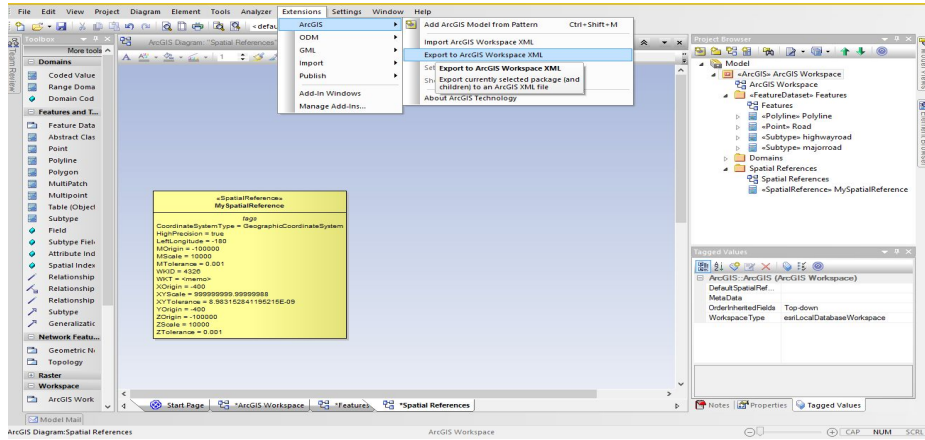 File Edit View Project Diagram Element Tools Analyzer Extensions Settings Window Help
<defau
ArcGIS
ODM
GML
Import
Publish
Add-In Windows
Manage Add-Ins...
Add ArcGIS Model from Pattern Ctrl+Shift+M
Import ArcGIS Workspace XML
Export to ArcGIS Workspace XML
Export to ArcGIS Workspace XML
Export currently selected package (and
children) to an ArcGIS XML file
About ArcGIS Technology
Toolbox
More tools
Domains
Coded Value
Range Doma
Domain Cod
Features and T...
Feature Data
Abstract Clas
Point
Polyline
Polygon
MultiPatch
Multipoint
Table (Object
Subtype
Field
Subtype Field
Attribute Ind
Spatial Index
Relationship
Relationship
Relationship
Subtype
Generalizatic
Network Featu...
Geometric N
Topology
Raster
Workspace
ArcGIS Work
Model Mail
Team Review
ArcGIS Diagram: "Spatial References"
1
«SpatialReference»
MySpatialReference
tags
CoordinateSystemType = GeographicCoordinateSystem
HighPrecision = true
LeftLongitude = -180
MOrigin = -100000
MScale = 10000
MTolerance = 0.001
WKID = 4326
WKT = <memo>
XOrigin = -400
XYScale = 999999999.99999988
XYTolerance = 8.983152841195215E-09
YOrigin = -400
ZOrigin = -100000
ZScale = 10000
ZTolerance = 0.001
Start Page *ArcGIS Workspace *Features *Spatial References
Project Browser
Model
«ArcGIS» ArcGIS Workspace
ArcGIS Workspace
«FeatureDataset» Features
Features
«Polyline» Polyline
«Point» Road
«Subtype» highwayroad
«Subtype» majorroad
Domains
Spatial References
Spatial References
«SpatialReference» MySpatialReference
Tagged Values
ArcGIS::ArcGIS (ArcGIS Workspace)
DefaultSpatialRef...
MetaData
OrderInheritedFields Top-down
WorkspaceType esriLocalDatabaseWorkspace
Notes Properties Tagged Values
ArcGIS Diagram:Spatial References ArcGIS Workspace CAP NUM SCRL